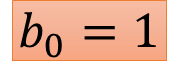 b₀ = 1